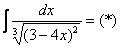 ∫ dx / ∛((3−4x)²) = (*)